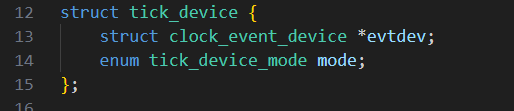 12 struct tick_device {
13     struct clock_event_device *evtdev;
14     enum tick_device_mode mode;
15 };
16